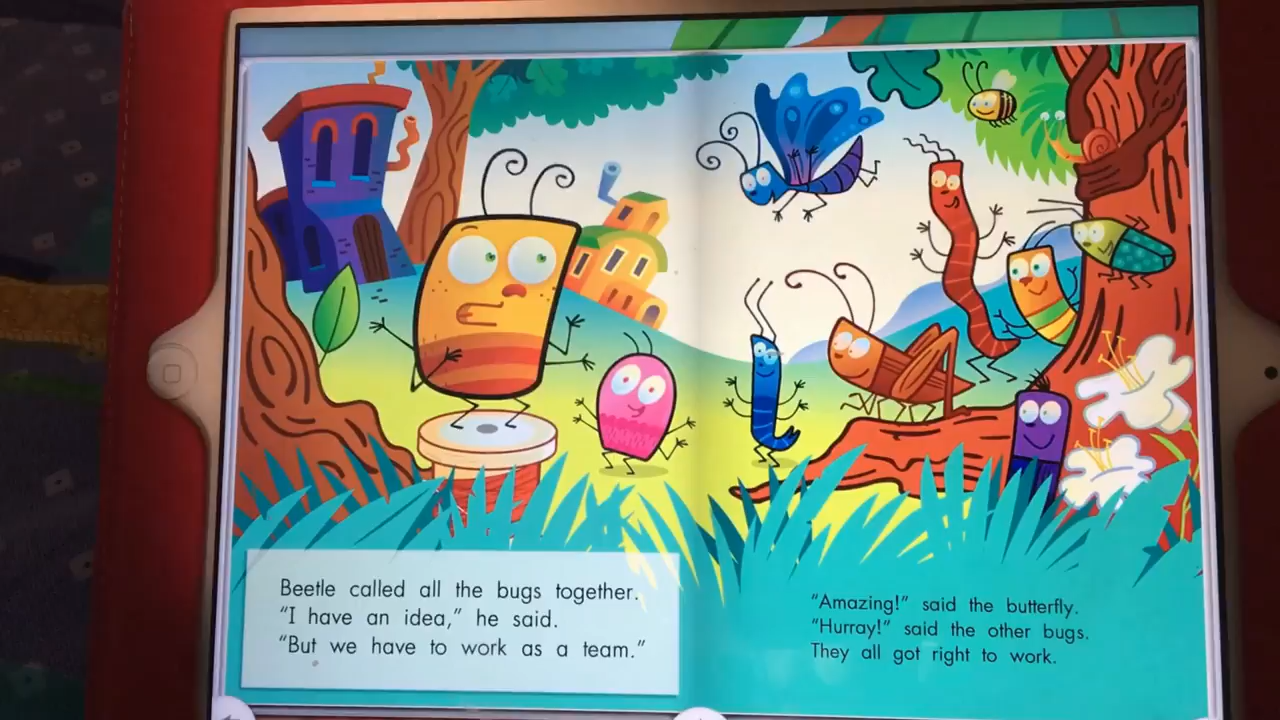 Beetle called all the bugs together.
“I have an idea,” he said.
“But we have to work as a team.”
“Amazing!” said the butterfly.
“Hurray!” said the other bugs.
They all got right to work.